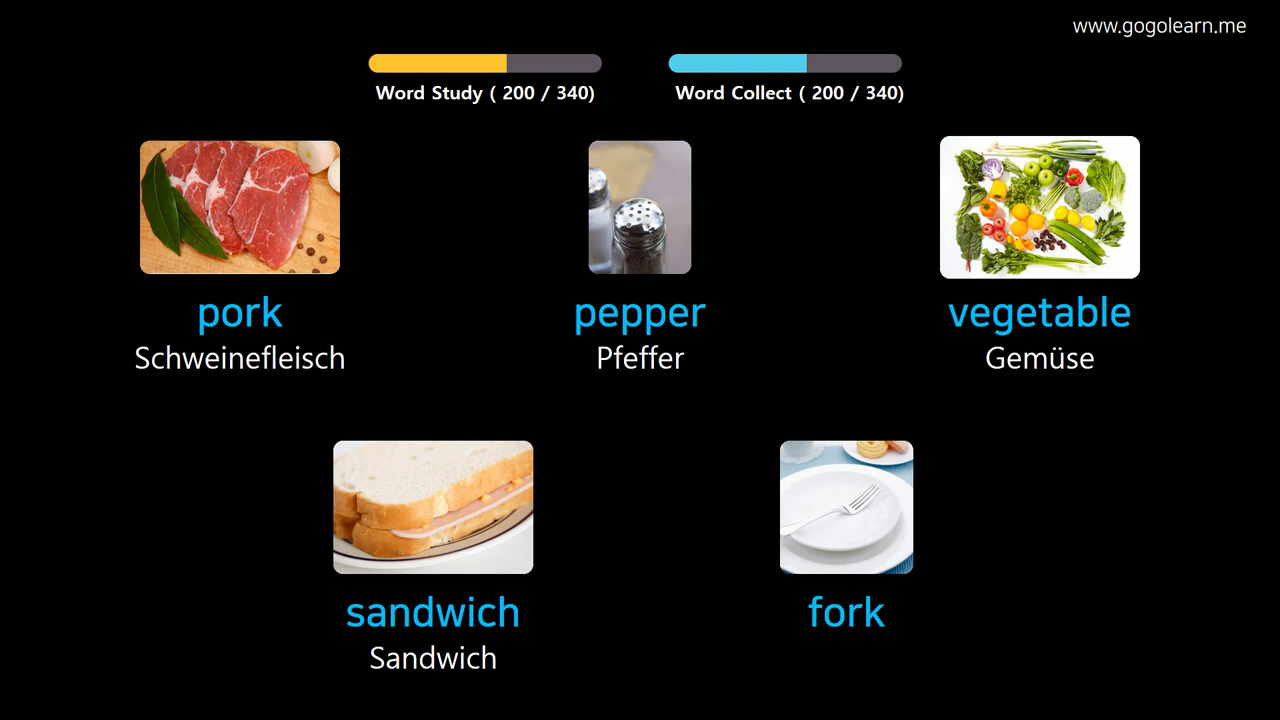 www.gogolearn.me
Word Study ( 200 / 340)
Word Collect ( 200 / 340)
pork
Schweinefleisch
pepper
Pfeffer
vegetable
Gemüse
sandwich
Sandwich
fork